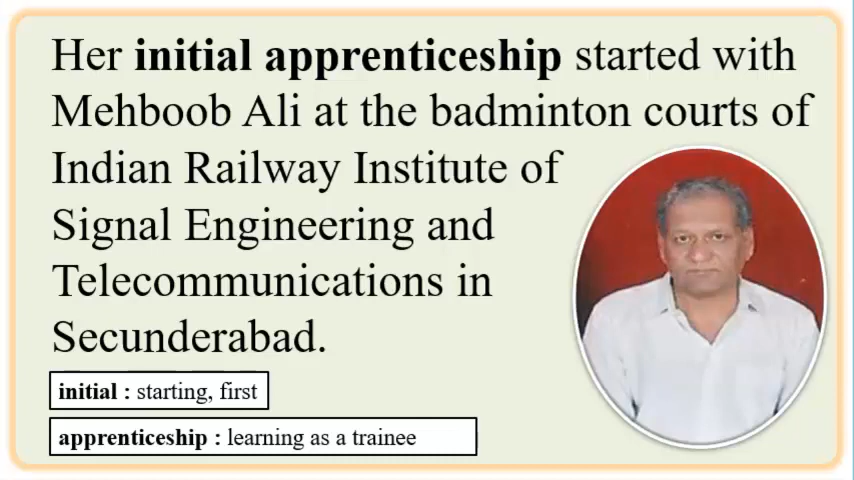 Her initial apprenticeship started with
Mehboob Ali at the badminton courts of
Indian Railway Institute of
Signal Engineering and
Telecommunications in
Secunderabad.
initial : starting, first
apprenticeship : learning as a trainee